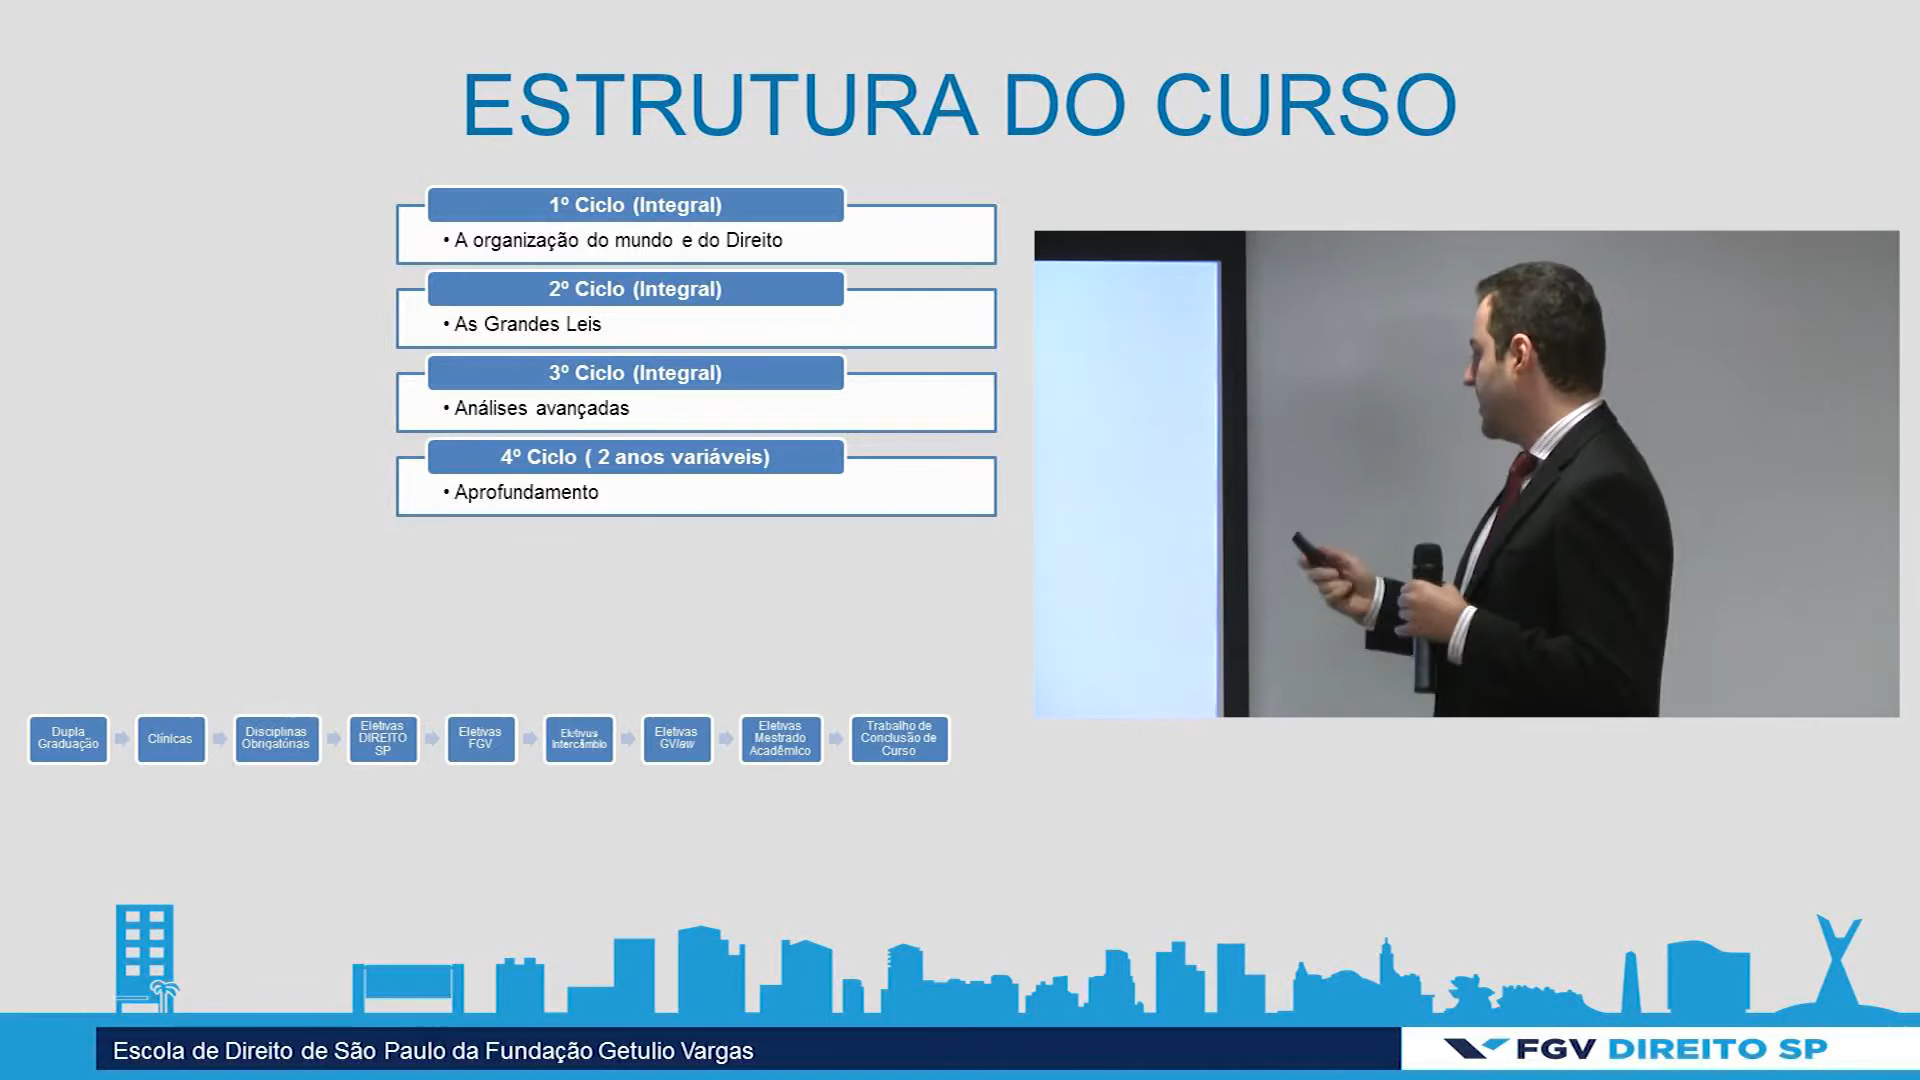 ESTRUTURA DO CURSO
1º Ciclo (Integral)
• A organização do mundo e do Direito
2º Ciclo (Integral)
• As Grandes Leis
3º Ciclo (Integral)
• Análises avançadas
4º Ciclo ( 2 anos variáveis)
• Aprofundamento
Dupla
Graduação
Clínicas
Disciplinas
Obrigatórias
Eletivas
DIREITO
SP
Eletivas
FGV
Eletivas
Intercâmbio
Eletivas
GVlaw
Eletivas
Mestrado
Acadêmico
Trabalho de
Conclusão de
Curso
Escola de Direito de São Paulo da Fundação Getulio Vargas
FGV DIREITO SP